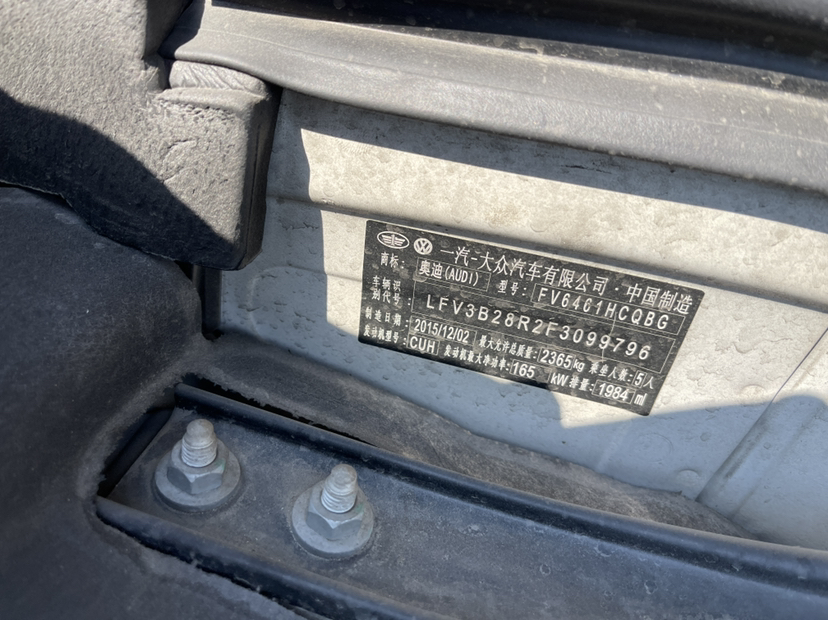 一汽-大众汽车有限公司·中国制造
商标: 奥迪(AUDI) 型号: FV6461HCQBG
车辆识别代号: LFV3B28R2F3099796
制造日期: 2015/12/02 最大允许总质量: 2365kg 乘坐人数: 5人
发动机型号: CUH 发动机最大净功率: 165 kW 排量: 1984 ml